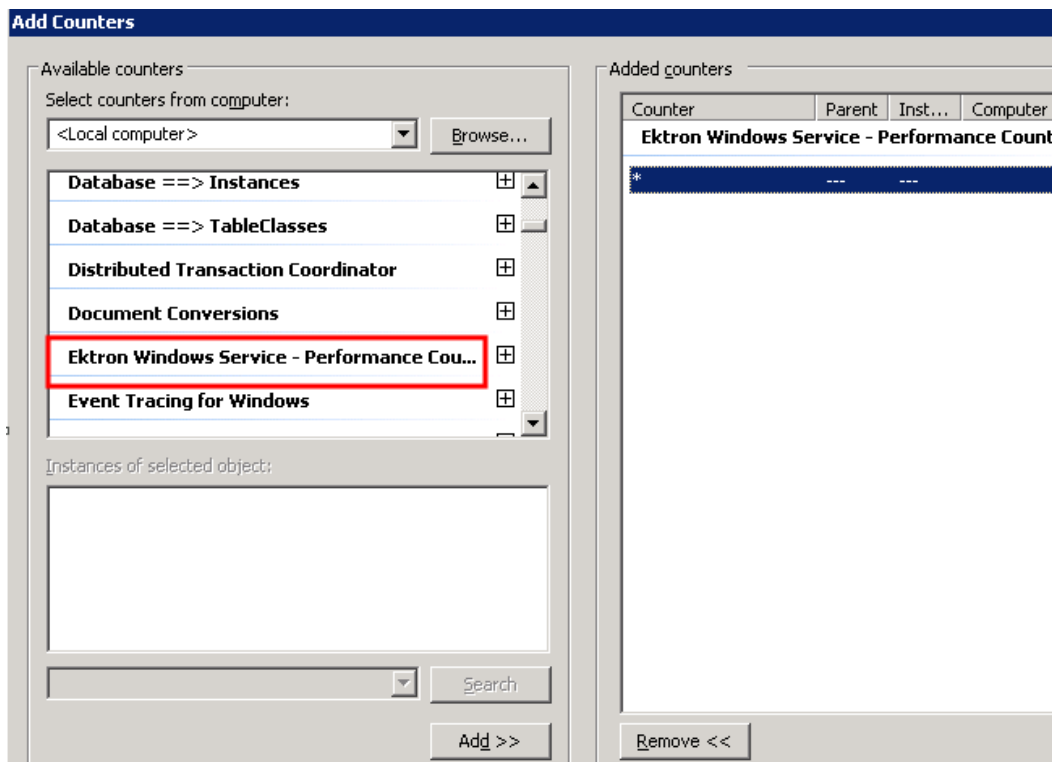 Add Counters
Available counters
Select counters from computer:
<Local computer>
Browse...
Database ==> Instances
Database ==> TableClasses
Distributed Transaction Coordinator
Document Conversions
Ektron Windows Service - Performance Cou...
Event Tracing for Windows
Instances of selected object:
Search
Add >>
Added counters
Counter Parent Inst... Computer
Ektron Windows Service - Performance Count
* --- ---
Remove <<